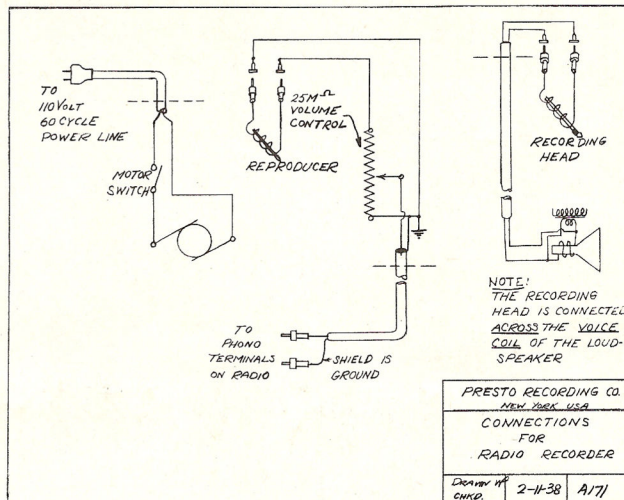 TO
110 VOLT
60 CYCLE
POWER LINE
MOTOR
SWITCH
REPRODUCER
25M Ω
VOLUME
CONTROL
RECORDING
HEAD
TO
PHONO
TERMINALS
ON RADIO
SHIELD IS
GROUND
NOTE:
THE RECORDING
HEAD IS CONNECTED
ACROSS THE VOICE
COIL OF THE LOUD-
SPEAKER
PRESTO RECORDING CO.
NEW YORK USA
CONNECTIONS
FOR
RADIO RECORDER
DRAWN
CHKD.
2-11-38
A171